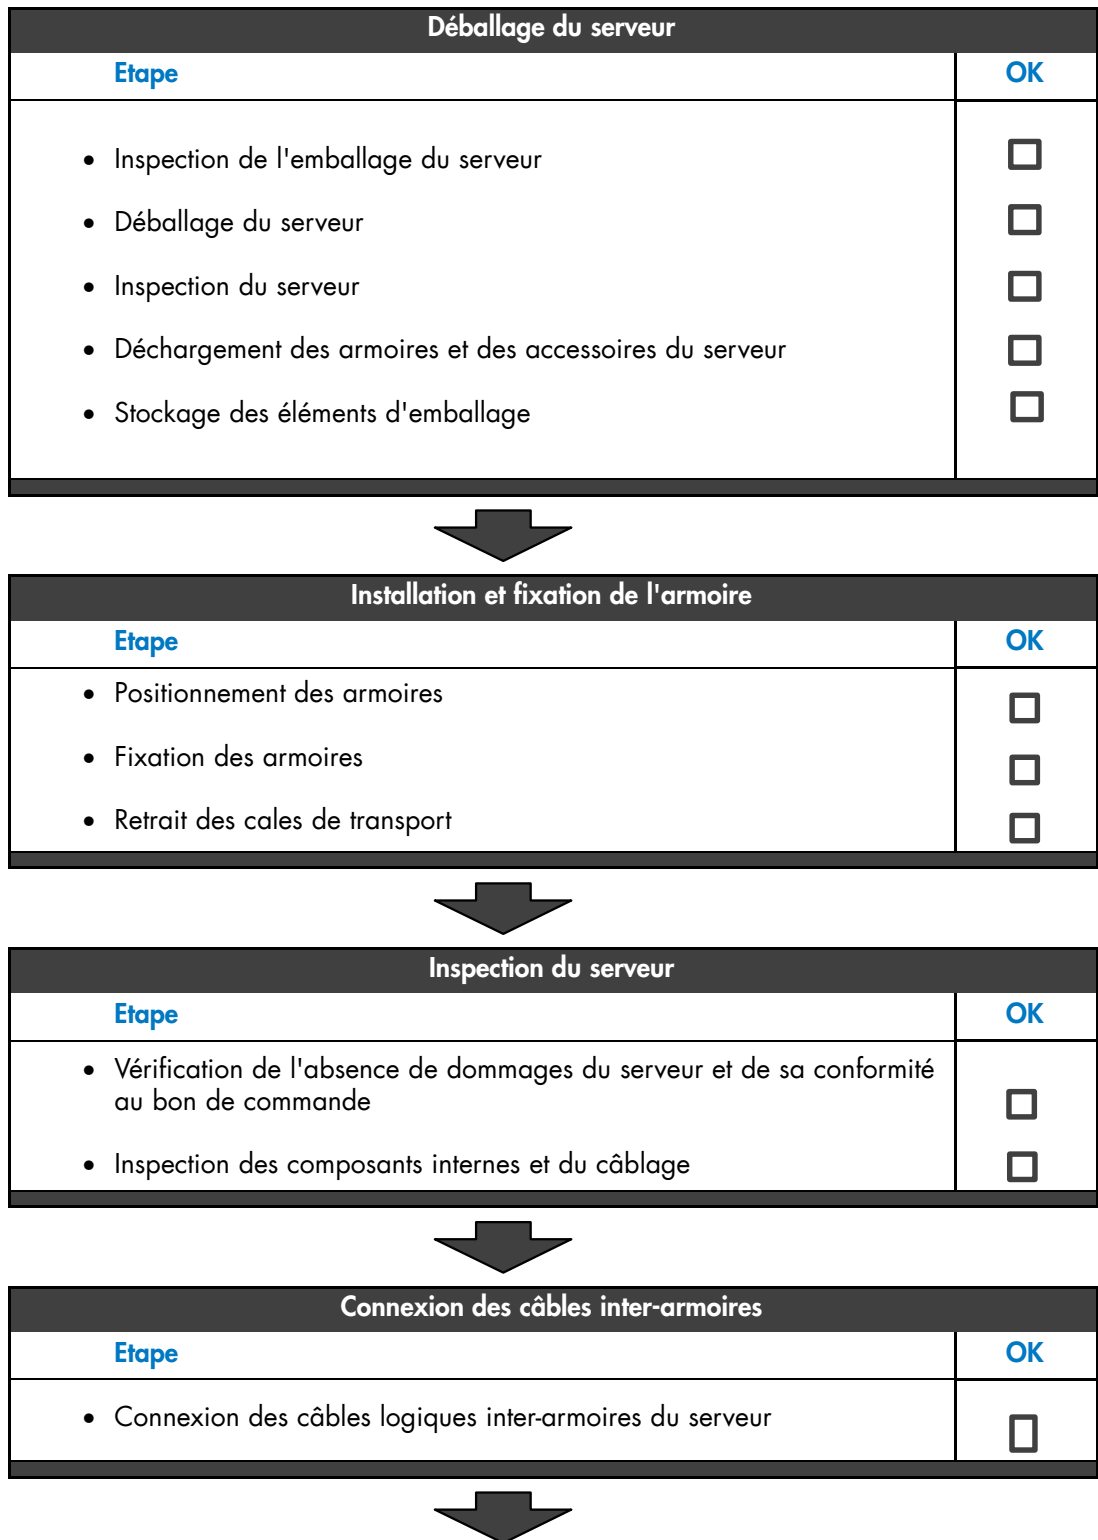 Déballage du serveur
Etape OK
• Inspection de l'emballage du serveur
• Déballage du serveur
• Inspection du serveur
• Déchargement des armoires et des accessoires du serveur
• Stockage des éléments d'emballage
Installation et fixation de l'armoire
Etape OK
• Positionnement des armoires
• Fixation des armoires
• Retrait des cales de transport
Inspection du serveur
Etape OK
• Vérification de l'absence de dommages du serveur et de sa conformité
au bon de commande
• Inspection des composants internes et du câblage
Connexion des câbles inter-armoires
Etape OK
• Connexion des câbles logiques inter-armoires du serveur